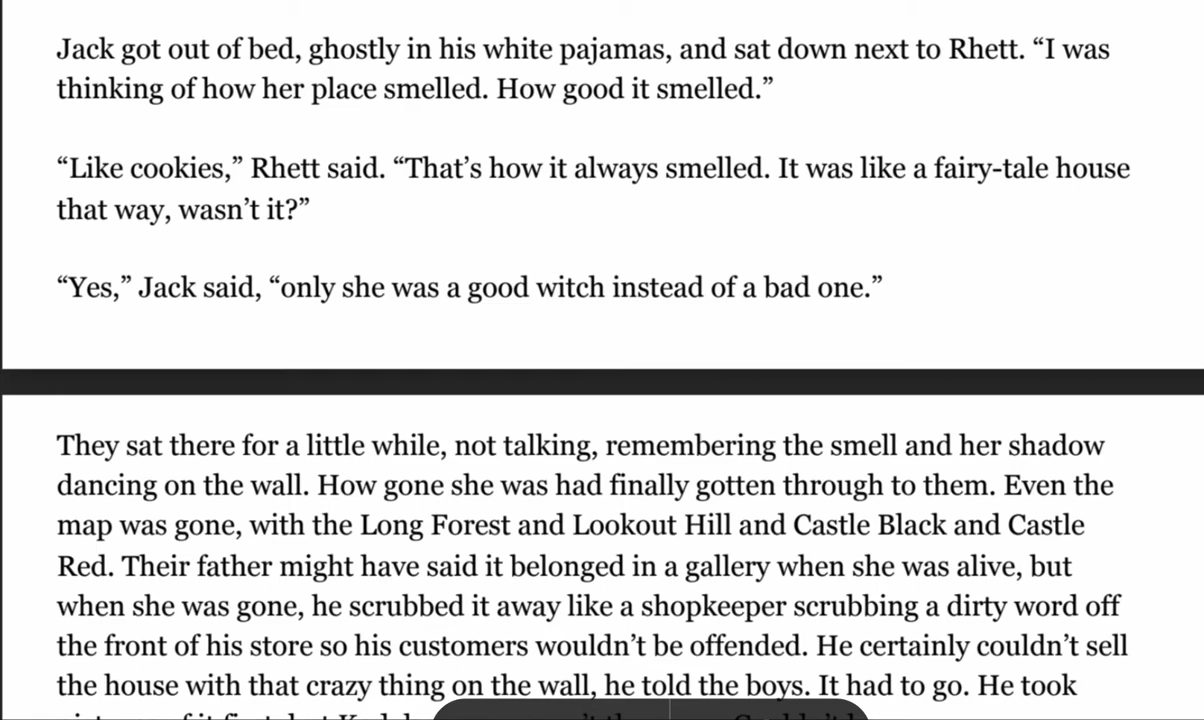 Jack got out of bed, ghostly in his white pajamas, and sat down next to Rhett. “I was
thinking of how her place smelled. How good it smelled.”
“Like cookies,” Rhett said. “That’s how it always smelled. It was like a fairy-tale house
that way, wasn’t it?”
“Yes,” Jack said, “only she was a good witch instead of a bad one.”
They sat there for a little while, not talking, remembering the smell and her shadow
dancing on the wall. How gone she was had finally gotten through to them. Even the
map was gone, with the Long Forest and Lookout Hill and Castle Black and Castle
Red. Their father might have said it belonged in a gallery when she was alive, but
when she was gone, he scrubbed it away like a shopkeeper scrubbing a dirty word off
the front of his store so his customers wouldn’t be offended. He certainly couldn’t sell
the house with that crazy thing on the wall, he told the boys. It had to go. He took